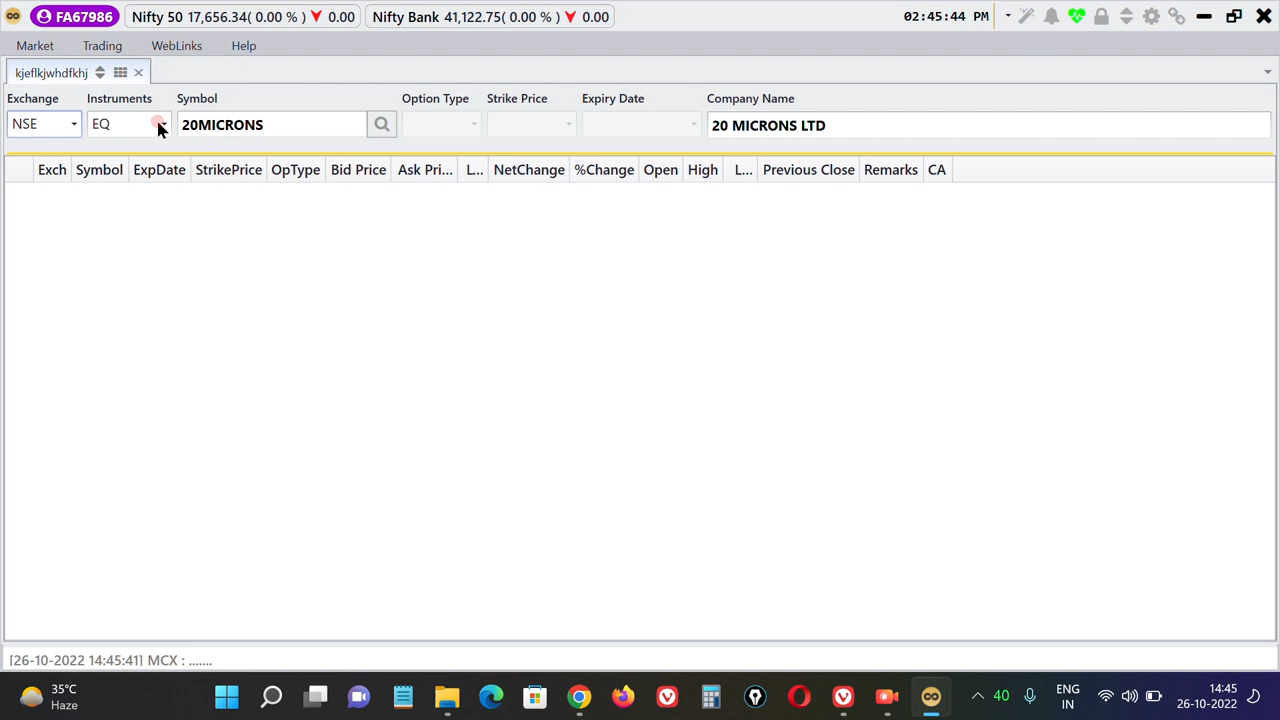 FA67986 Nifty 50 17,656.34( 0.00 % ) 0.00 Nifty Bank 41,122.75( 0.00 % ) 0.00 02:45:44 PM
Market Trading WebLinks Help
kjeflkjwhdfkhj
Exchange Instruments Symbol Option Type Strike Price Expiry Date Company Name
NSE EQ 20MICRONS 20 MICRONS LTD
Exch Symbol ExpDate StrikePrice OpType Bid Price Ask Pri... L... NetChange %Change Open High L... Previous Close Remarks CA
[26-10-2022 14:45:41] MCX : .......
35°C
Haze
40
ENG
IN
14:45
26-10-2022